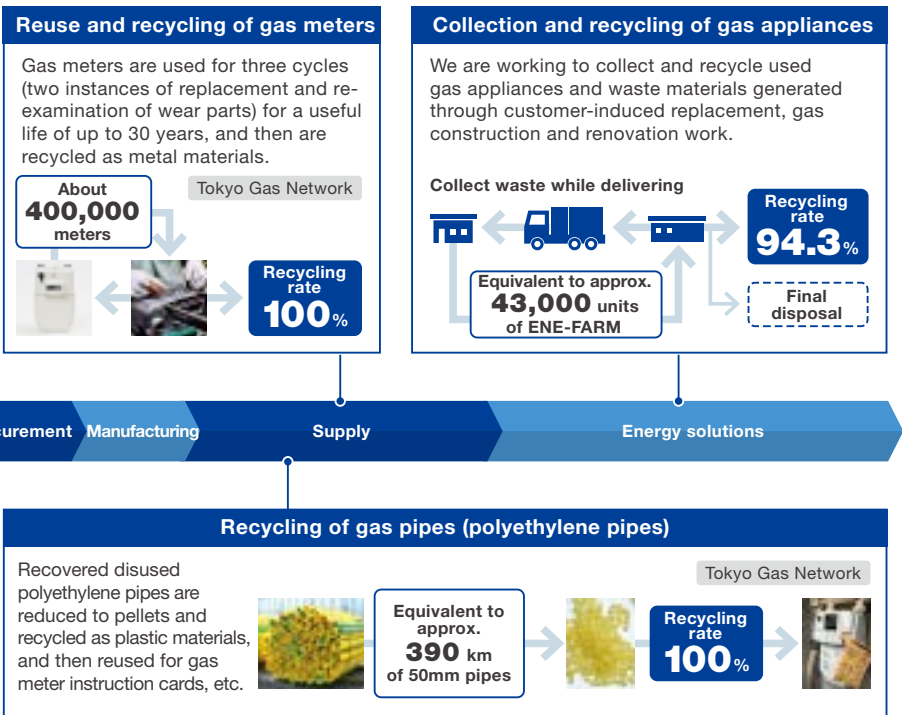 Reuse and recycling of gas meters
Gas meters are used for three cycles
(two instances of replacement and re-
examination of wear parts) for a useful
life of up to 30 years, and then are
recycled as metal materials.
About
400,000
meters
Tokyo Gas Network
Recycling
rate
100%
Collection and recycling of gas appliances
We are working to collect and recycle used
gas appliances and waste materials generated
through customer-induced replacement, gas
construction and renovation work.
Collect waste while delivering
Recycling
rate
94.3%
Equivalent to approx.
43,000 units
of ENE-FARM
Final
disposal
curement
Manufacturing
Supply
Energy solutions
Recycling of gas pipes (polyethylene pipes)
Recovered disused
polyethylene pipes are
reduced to pellets and
recycled as plastic materials,
and then reused for gas
meter instruction cards, etc.
Tokyo Gas Network
Equivalent to
approx.
390 km
of 50mm pipes
Recycling
rate
100%